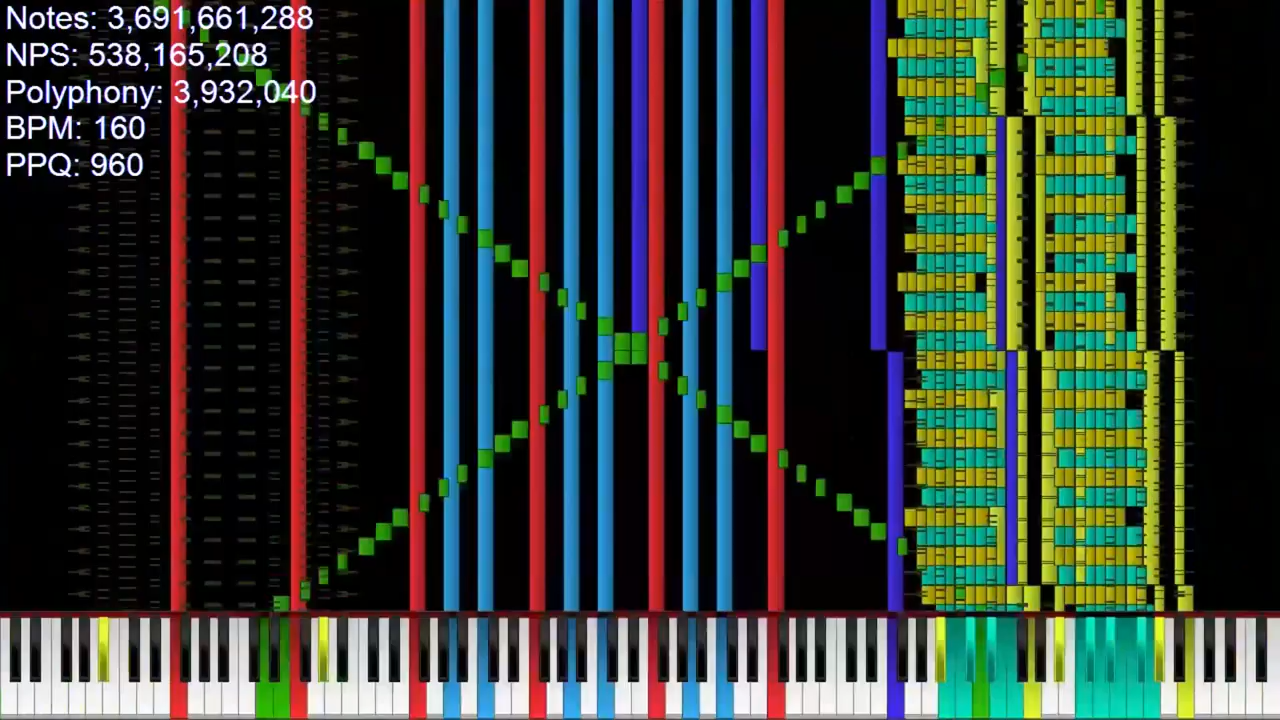 Notes: 3,691,661,288
NPS: 538,165,208
Polyphony: 3,932,040
BPM: 160
PPQ: 960